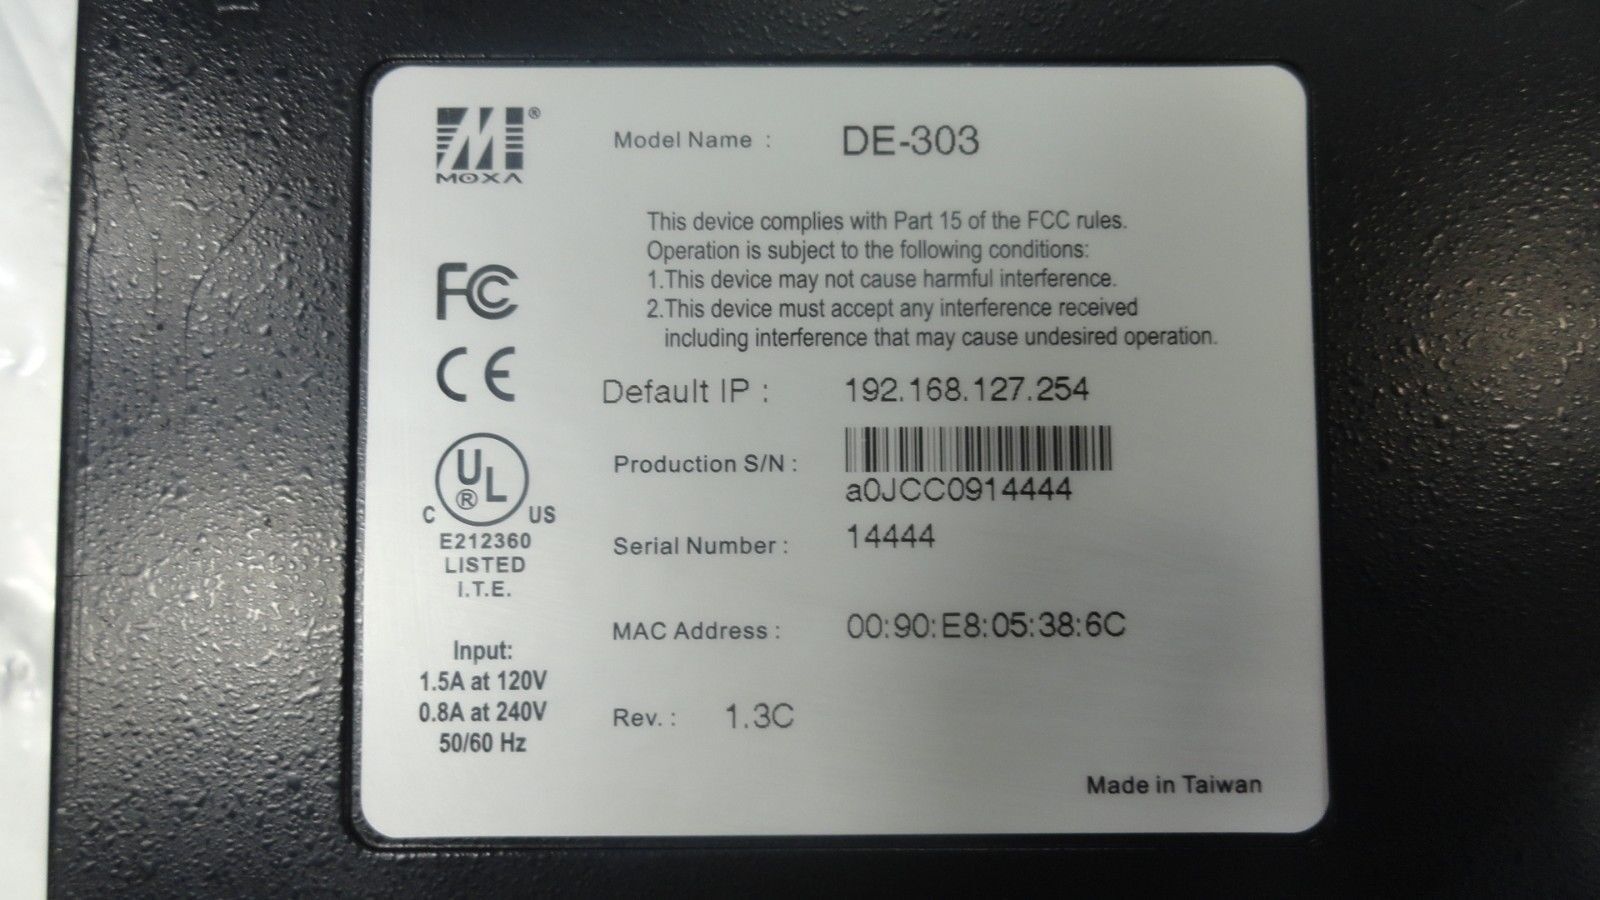 MOXA®
Model Name : DE-303
This device complies with Part 15 of the FCC rules.
Operation is subject to the following conditions:
1.This device may not cause harmful interference.
2.This device must accept any interference received
including interference that may cause undesired operation.
FC
CE
Default IP : 192.168.127.254
Production S/N :
a0JCC0914444
C UL® US
E212360
LISTED
I.T.E.
Serial Number : 14444
MAC Address : 00:90:E8:05:38:6C
Input:
1.5A at 120V
0.8A at 240V
50/60 Hz
Rev. : 1.3C
Made in Taiwan